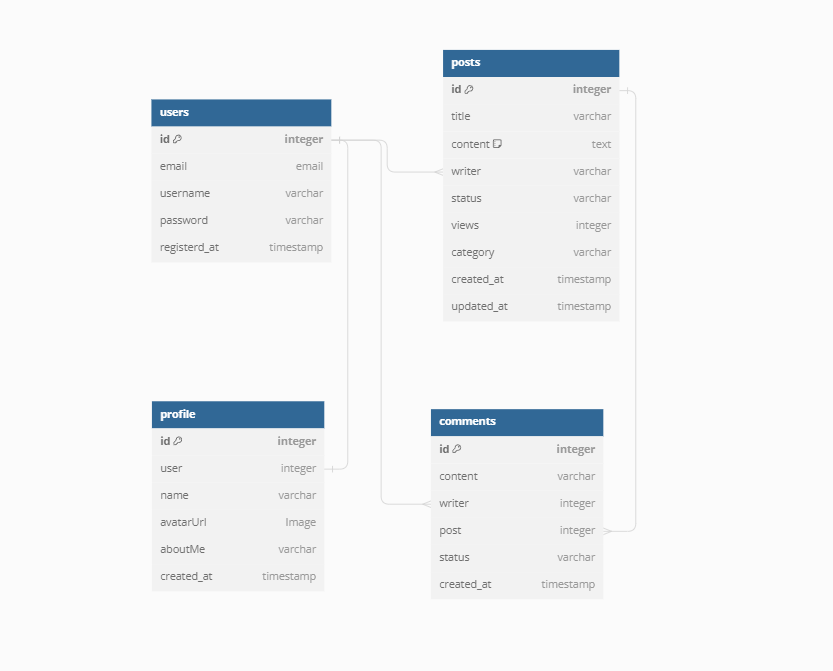 users
id integer
email email
username varchar
password varchar
registerd_at timestamp
posts
id integer
title varchar
content text
writer varchar
status varchar
views integer
category varchar
created_at timestamp
updated_at timestamp
profile
id integer
user integer
name varchar
avatarUrl Image
aboutMe varchar
created_at timestamp
comments
id integer
content varchar
writer integer
post integer
status varchar
created_at timestamp